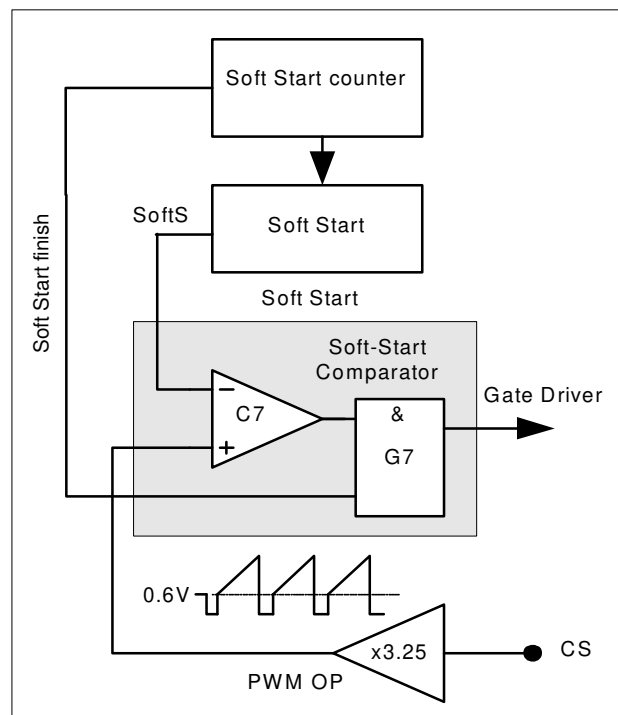 Soft Start counter
SoftS
Soft Start
Soft Start finish
Soft Start
Soft-Start
Comparator
Gate Driver
−
C7
+
&
G7
0.6V
x3.25
CS
PWM OP